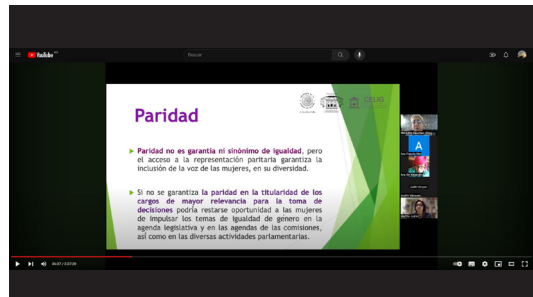 YouTube
Buscar
CELIG
Paridad
Paridad no es garantía ni sinónimo de igualdad, pero
el acceso a la representación paritaria garantiza la
inclusión de la voz de las mujeres, en su diversidad.
Si no se garantiza la paridad en la titularidad de los
cargos de mayor relevancia para la toma de
decisiones podría restarse oportunidad a las mujeres
de impulsar los temas de igualdad de género en la
agenda legislativa y en las agendas de las comisiones,
así como en las diversas actividades parlamentarias.
A